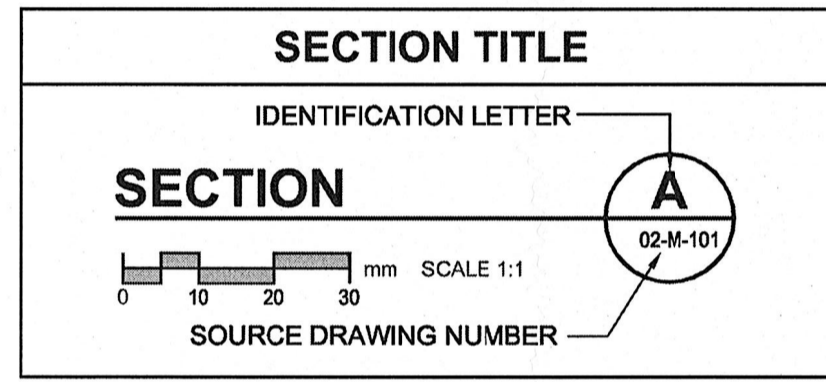 SECTION TITLE
IDENTIFICATION LETTER
SECTION
A
02-M-101
mm SCALE 1:1
0 10 20 30
SOURCE DRAWING NUMBER